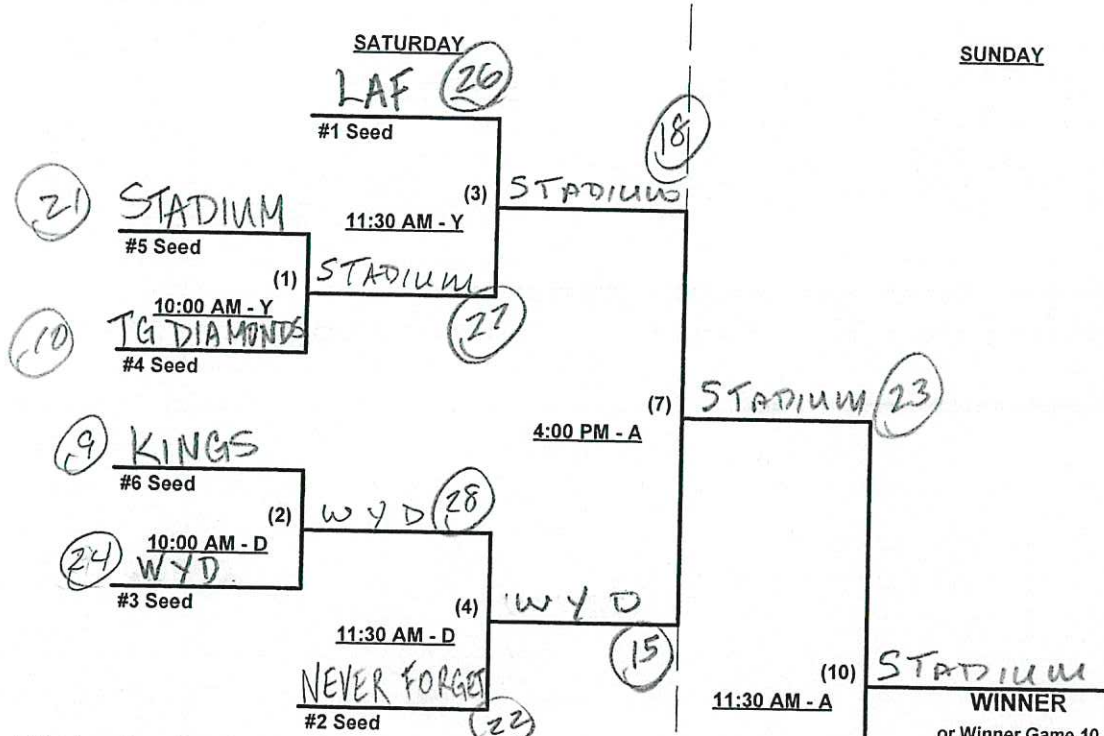 SATURDAY
SUNDAY
LAF 26
#1 Seed
18
21 STADIUM
(3) STADIUM
11:30 AM - Y
#5 Seed
(1) STADIUM
10:00 AM - Y
27
10 TG DIAMONDS
#4 Seed
(7) STADIUM 23
4:00 PM - A
9 KINGS
#6 Seed
(2) WYD 28
10:00 AM - D
24 WYD
#3 Seed
(4) WYD
11:30 AM - D
15
NEVER FORGET
#2 Seed
22
(10) STADIUM
11:30 AM - A
WINNER
or Winner Game 10